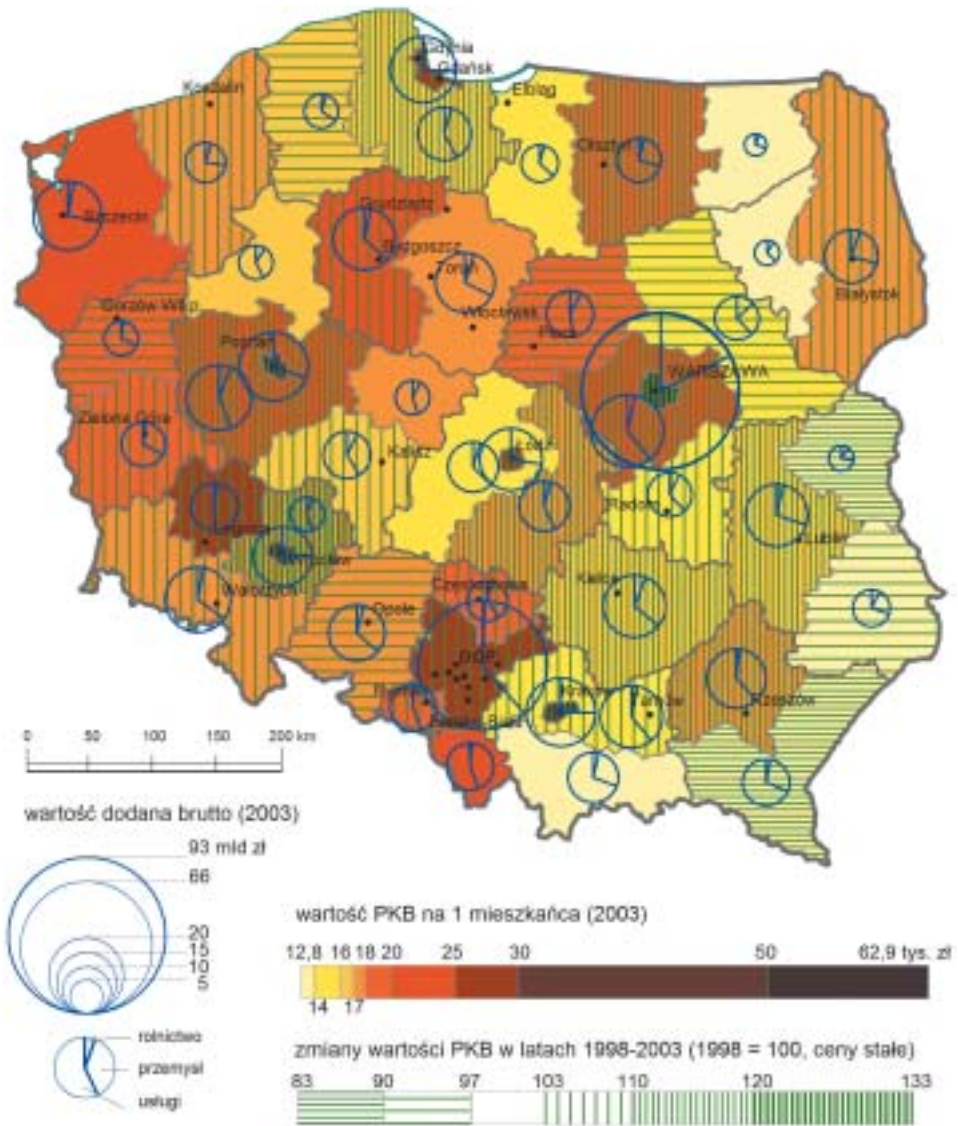 Gdynia
Gdańsk
Koszalin
Elbląg
Olsztyn
Szczecin
Grudziądz
Bydgoszcz
Toruń
Białystok
Gorzów Wlkp.
Włocławek
Płock
Poznań
WARSZAWA
Zielona Góra
Kalisz
Łódź
Radom
Lublin
Wrocław
Wałbrzych
Częstochowa
Kielce
Opole
GOP
Kraków
Tarnów
Rzeszów
0 50 100 150 200 km
wartość dodana brutto (2003)
93 mld zł
66
20
15
10
5
rolnictwo
przemysł
usługi
wartość PKB na 1 mieszkańca (2003)
12,8 16 18 20 25 30 50 62,9 tys. zł
14 17
zmiany wartości PKB w latach 1998-2003 (1998 = 100, ceny stałe)
83 90 97 103 110 120 133